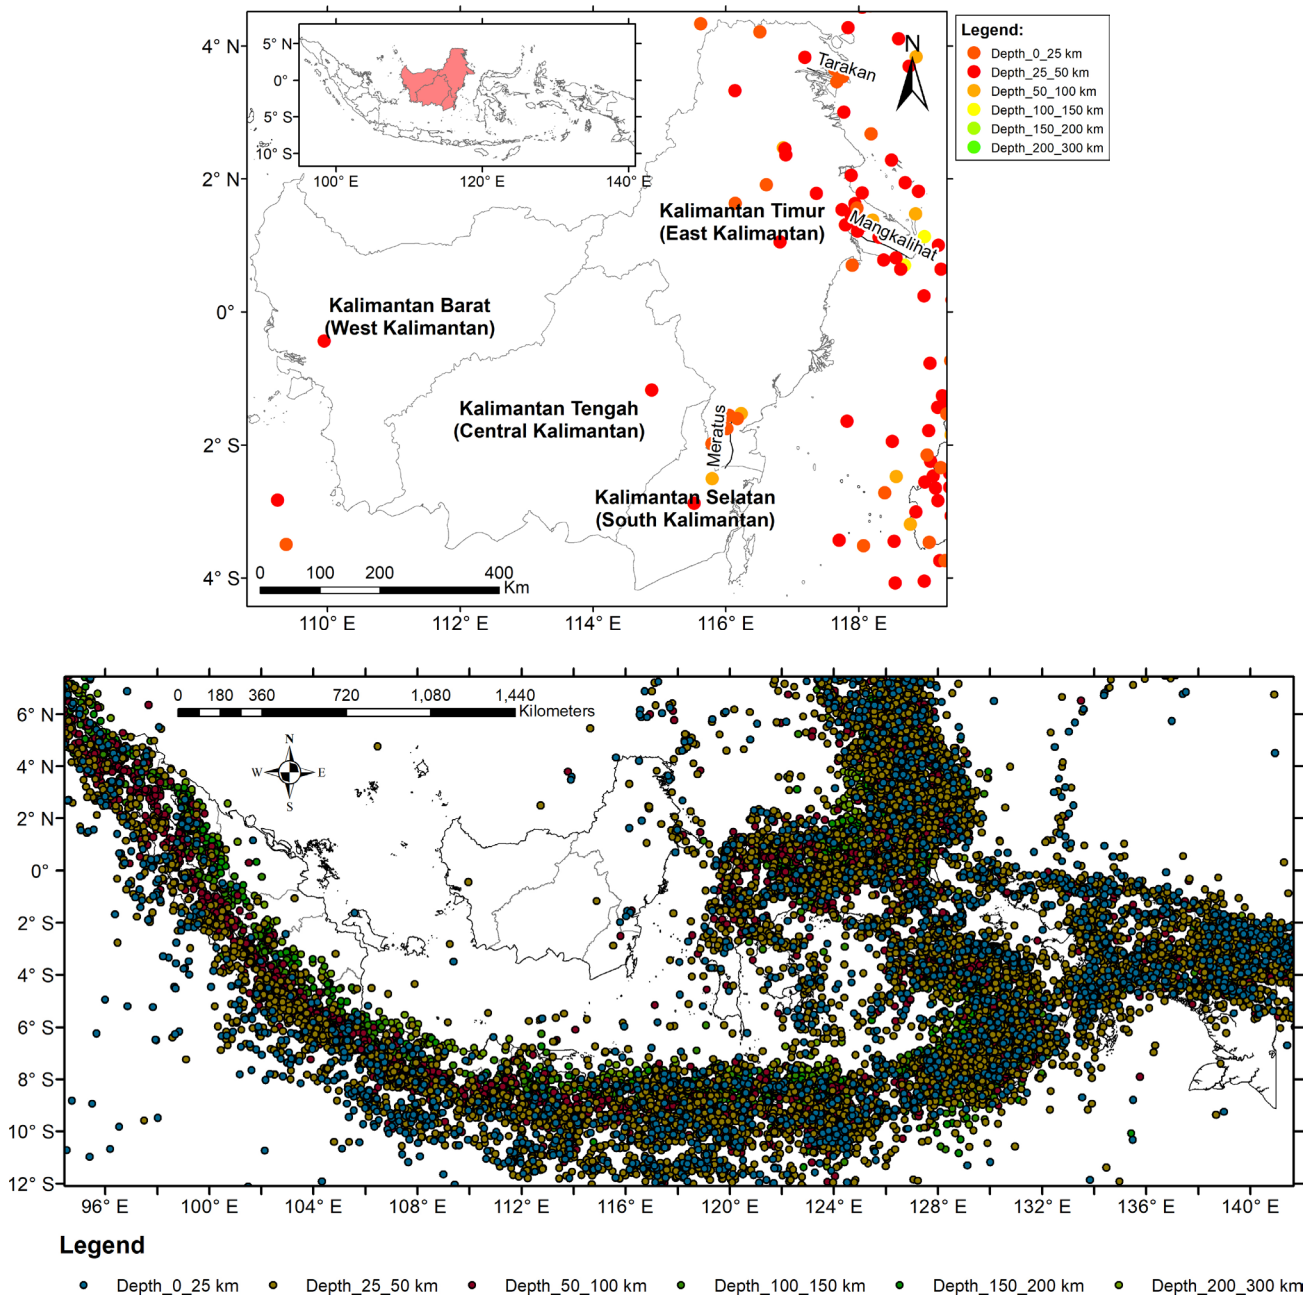 4° N
2° N
0°
2° S
4° S
5° N
0°
5° S
10° S
100° E
120° E
140° E
N
Tarakan
Mangkalihat
Kalimantan Timur
(East Kalimantan)
Kalimantan Barat
(West Kalimantan)
Kalimantan Tengah
(Central Kalimantan)
Meratus
Kalimantan Selatan
(South Kalimantan)
0 100 200 400
Km
110° E 112° E 114° E 116° E 118° E
Legend:
Depth_0_25 km
Depth_25_50 km
Depth_50_100 km
Depth_100_150 km
Depth_150_200 km
Depth_200_300 km
0 180 360 720 1,080 1,440
Kilometers
N
W E
S
6° N
4° N
2° N
0°
2° S
4° S
6° S
8° S
10° S
12° S
96° E 100° E 104° E 108° E 112° E 116° E 120° E 124° E 128° E 132° E 136° E 140° E
Legend
Depth_0_25 km Depth_25_50 km Depth_50_100 km Depth_100_150 km Depth_150_200 km Depth_200_300 km